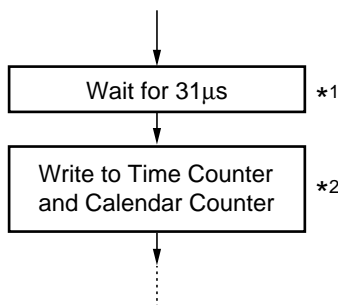 Wait for 31μs *1
Write to Time Counter
and Calendar Counter *2